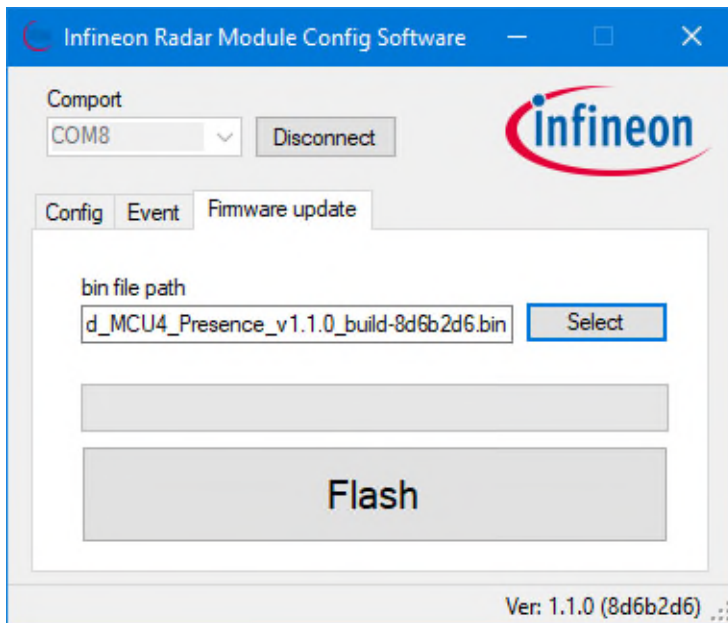 Infineon Radar Module Config Software
Comport
COM8
Disconnect
infineon
Config Event Firmware update
bin file path
d_MCU4_Presence_v1.1.0_build-8d6b2d6.bin
Select
Flash
Ver: 1.1.0 (8d6b2d6)